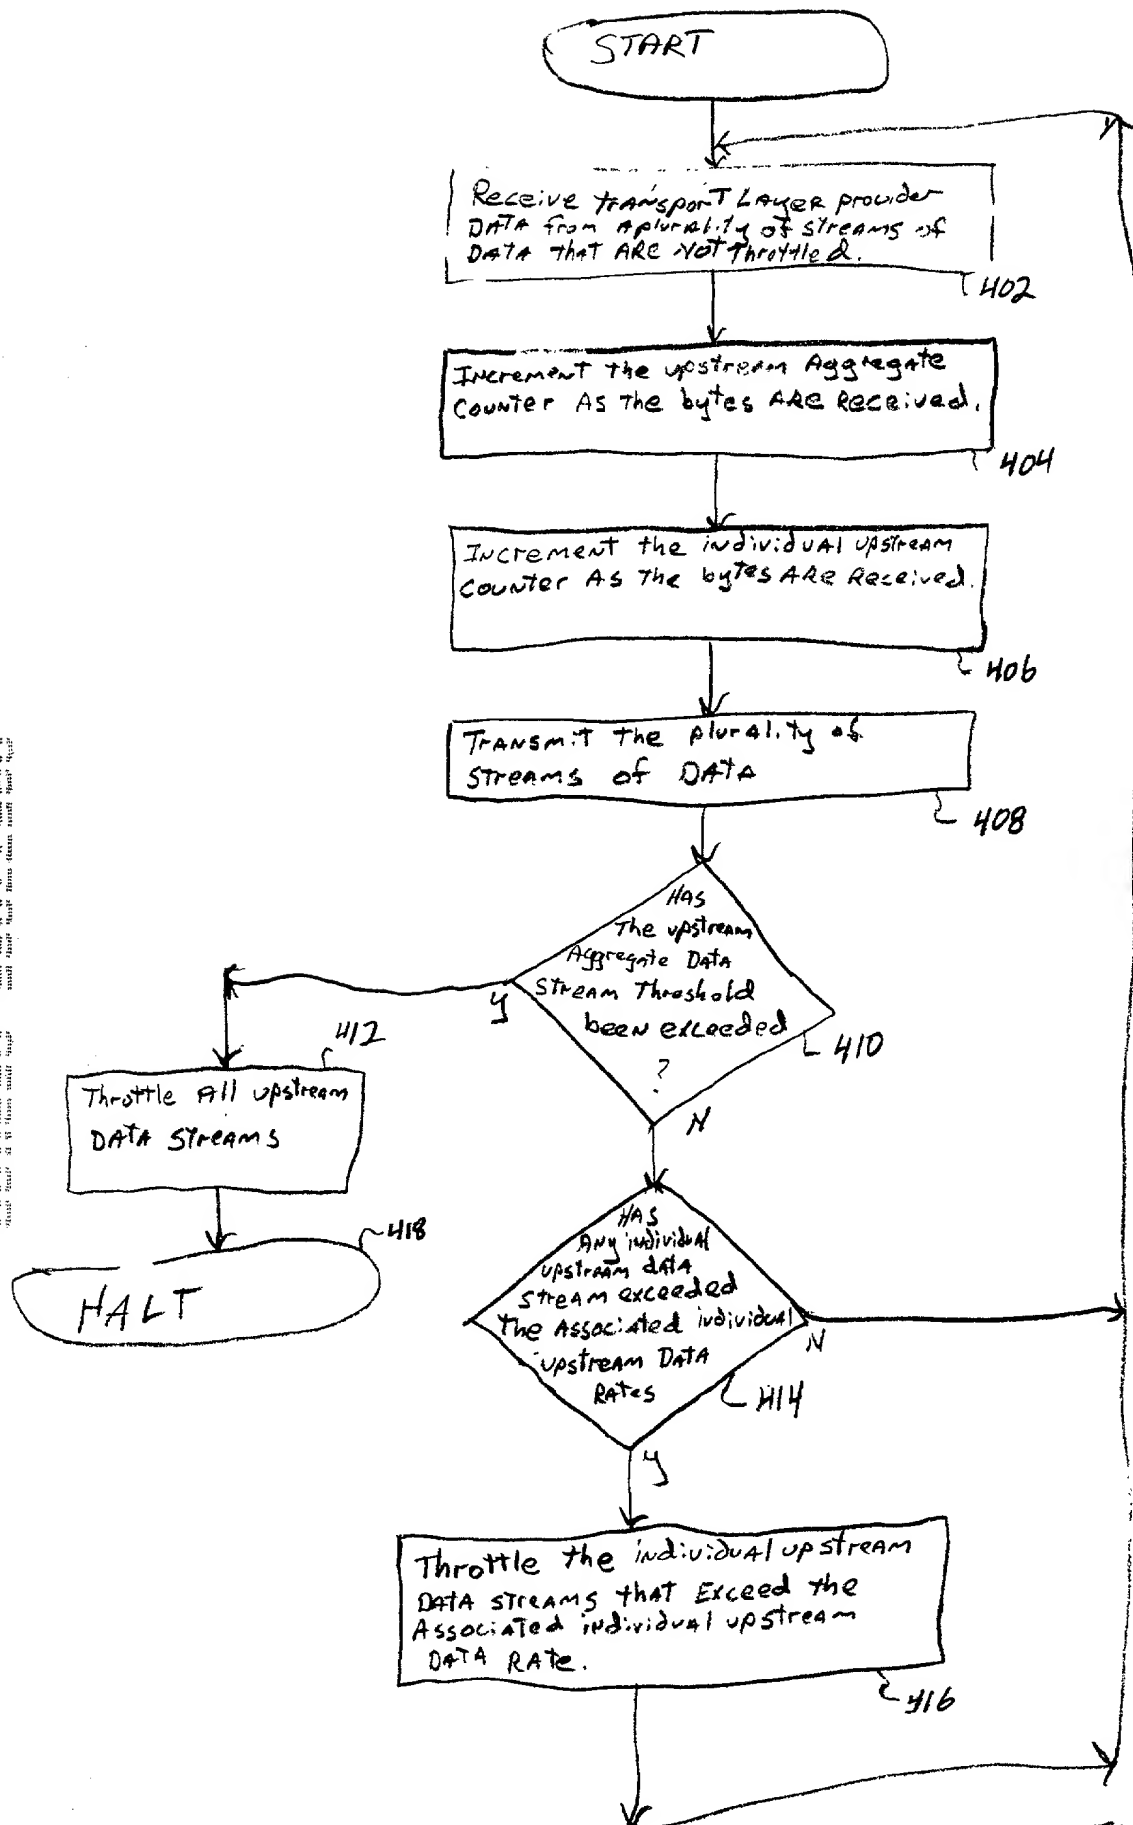 START
Receive transport Layer provider
DATA from A plurality of streams of
DATA that ARE Not Throttled.
402
Increment the upstream Aggregate
Counter As The bytes ARE Received.
404
Increment the individual upstream
Counter As The bytes ARE Received.
406
Transmit the plurality of
Streams of DATA
408
HAS
The upstream
Aggregate Data
Stream Threshold
been exceeded
?
410
Y
N
412
Throttle All upstream
DATA Streams
418
HALT
HAS
Any individual
upstream data
stream exceeded
The Associated individual
upstream Data
Rates
N
414
Y
Throttle the individual upstream
Data streams that Exceed the
Associated individual upstream
Data Rate.
416